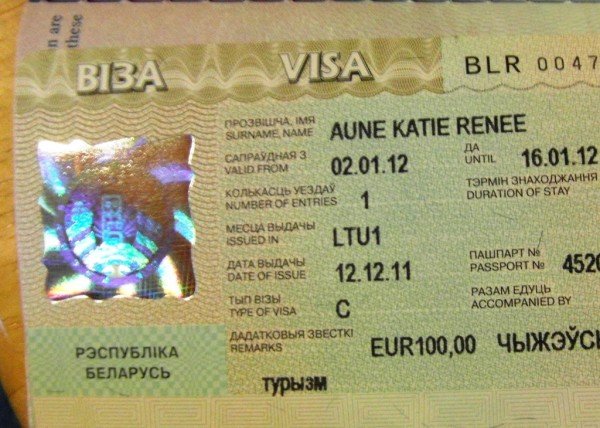 n are
these
ВІЗА VISA BLR 0047
ПРОЗВІШЧА, ІМЯ
SURNAME, NAME AUNE KATIE RENEE
САПРАЎДНАЯ З
VALID FROM 02.01.12
ДА
UNTIL 16.01.12
КОЛЬКАСЦЬ УЕЗДАЎ
NUMBER OF ENTRIES 1
ТЭРМІН ЗНАХОДЖАННЯ
DURATION OF STAY
МЕСЦА ВЫДАЧЫ
ISSUED IN LTU1
ДАТА ВЫДАЧЫ
DATE OF ISSUE 12.12.11
ПАШПАРТ №
PASSPORT № 4520
ТЫП ВІЗЫ
TYPE OF VISA C
РАЗАМ ЕДУЦЬ
ACCOMPANIED BY
ДАДАТКОВЫЯ ЗВЕСТКІ
REMARKS EUR100,00 ЧЫЖЭЎС
РЭСПУБЛІКА
БЕЛАРУСЬ
турызм